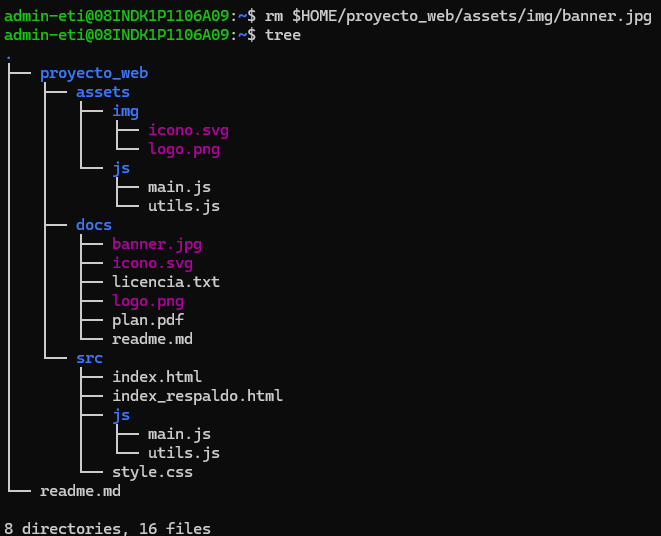 admin-eti@08INDK1P1106A09:~$ rm $HOME/proyecto_web/assets/img/banner.jpg
admin-eti@08INDK1P1106A09:~$ tree
.
├── proyecto_web
│   ├── assets
│   │   ├── img
│   │   │   ├── icono.svg
│   │   │   └── logo.png
│   │   └── js
│   │       ├── main.js
│   │       └── utils.js
│   ├── docs
│   │   ├── banner.jpg
│   │   ├── icono.svg
│   │   ├── licencia.txt
│   │   ├── logo.png
│   │   ├── plan.pdf
│   │   └── readme.md
│   └── src
│       ├── index.html
│       ├── index_respaldo.html
│       ├── js
│       │   ├── main.js
│       │   └── utils.js
│       └── style.css
└── readme.md
8 directories, 16 files